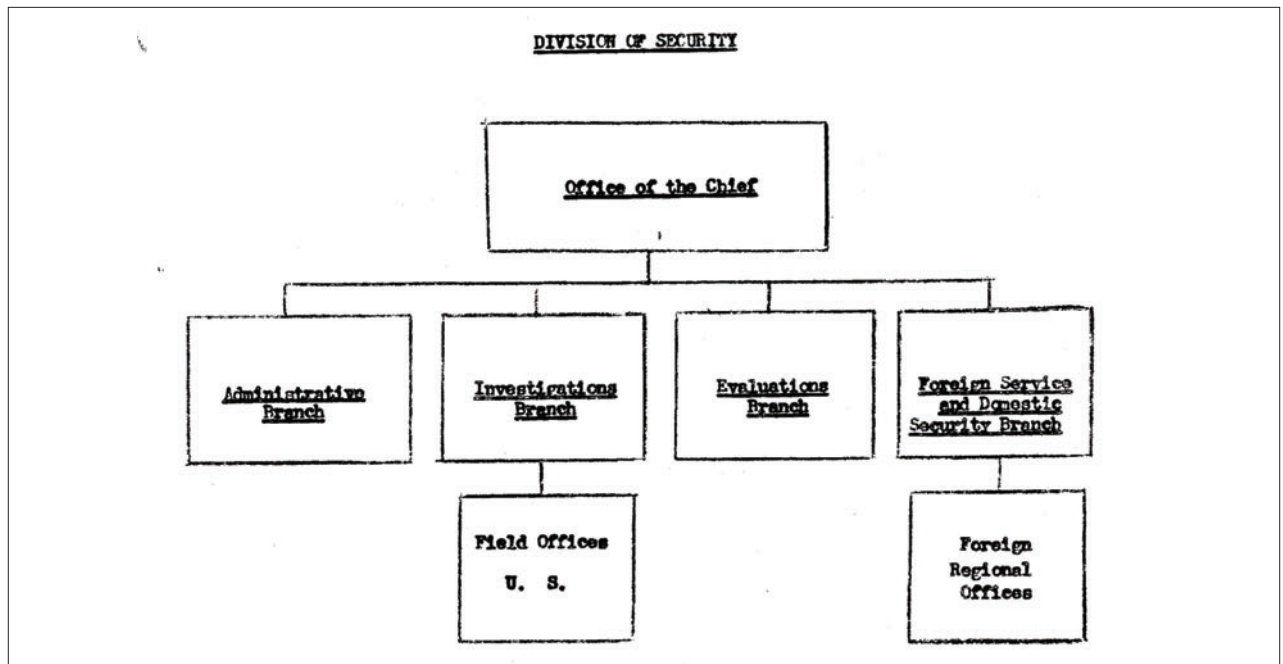 DIVISION OF SECURITY
Office of the Chief
Administrative
Branch
Investigations
Branch
Evaluations
Branch
Foreign Service
and Domestic
Security Branch
Field Offices
U. S.
Foreign
Regional
Offices